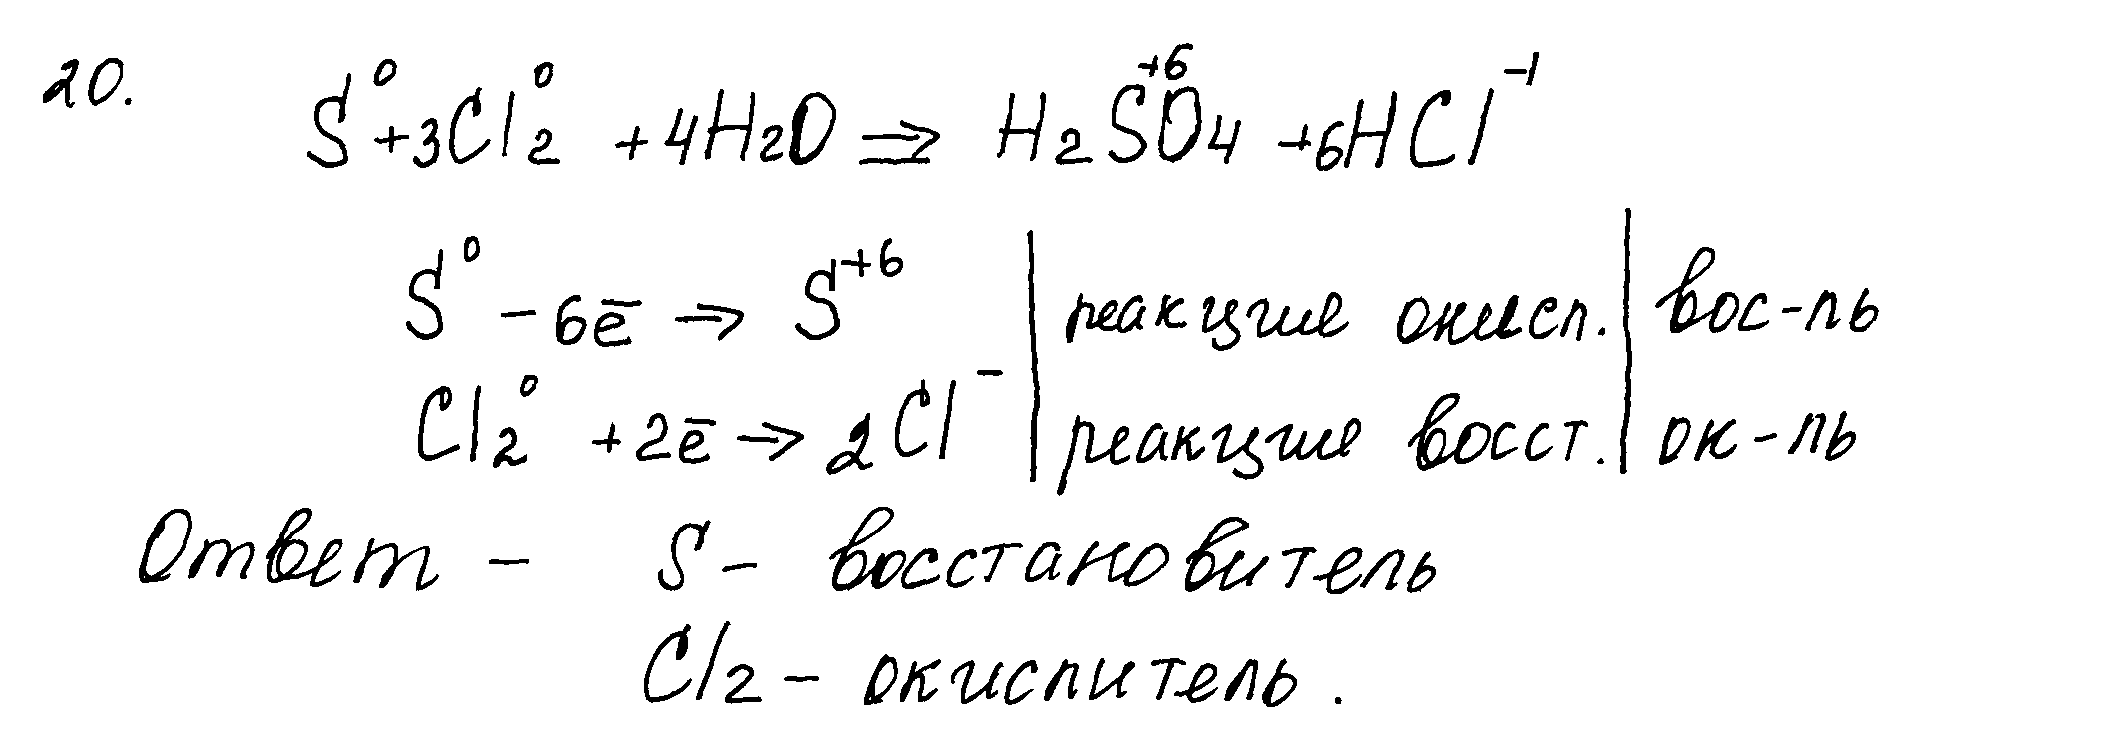 20. S⁰ + 3Cl₂⁰ + 4H₂O ⇒ H₂S⁺⁶O₄ + 6HCl⁻¹
S⁰ - 6ē ⇒ S⁺⁶ | реакция окисл. | вос-ль
Cl₂⁰ + 2ē → 2Cl⁻ | реакция восст. | ок-ль
Ответ - S - восстановитель
Cl₂ - окислитель.